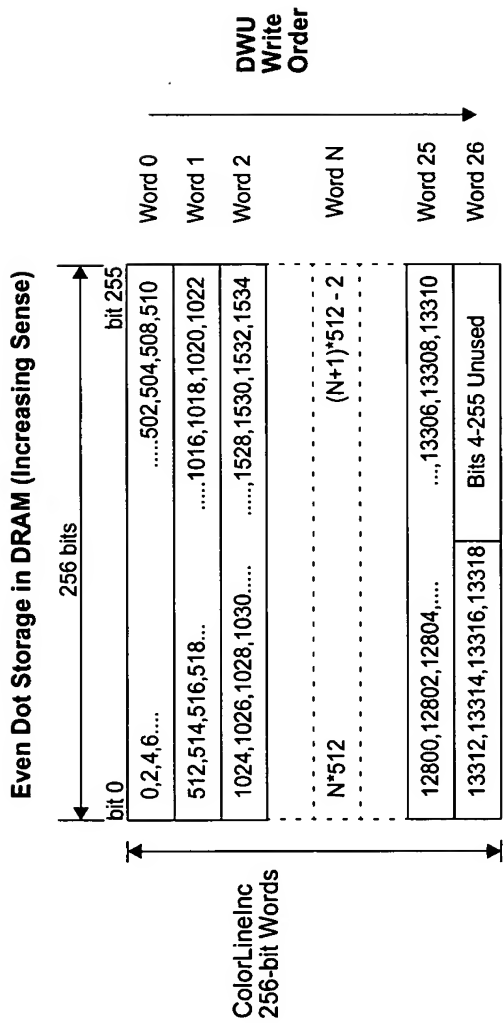 Even Dot Storage in DRAM (Increasing Sense)
256 bits
bit 0
bit 255
0,2,4,6....
......502,504,508,510
Word 0
512,514,516,518...
......1016,1018,1020,1022
Word 1
1024,1026,1028,1030......
......,1528,1530,1532,1534
Word 2
N*512
(N+1)*512 - 2
Word N
12800,12802,12804,....
...,13306,13308,13310
Word 25
13312,13314,13316,13318
Bits 4-255 Unused
Word 26
ColorLineInc
256-bit Words
DWU
Write
Order